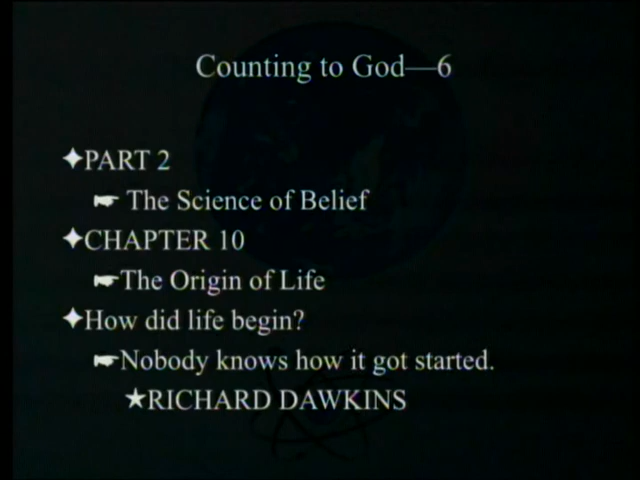 Counting to God—6
PART 2
The Science of Belief
CHAPTER 10
The Origin of Life
How did life begin?
Nobody knows how it got started.
RICHARD DAWKINS